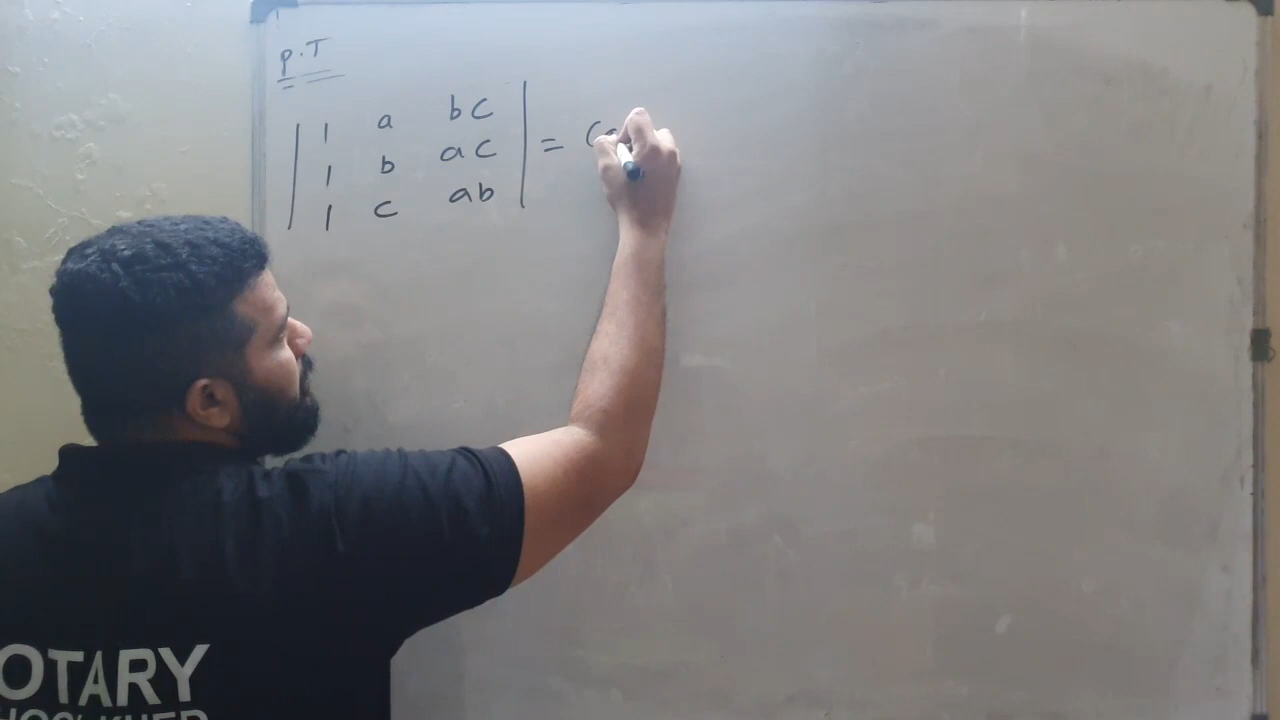 P.T
| 1 a bc | = (a
| 1 b ac |
| 1 c ab |
OTARY